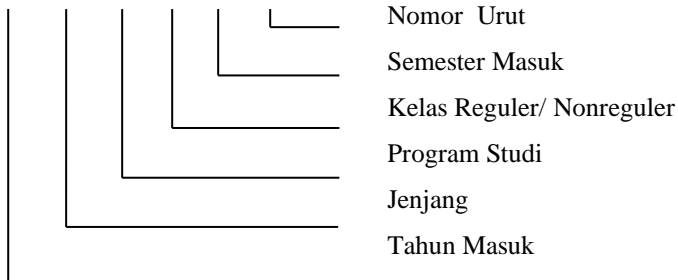 Nomor Urut
Semester Masuk
Kelas Reguler/ Nonreguler
Program Studi
Jenjang
Tahun Masuk